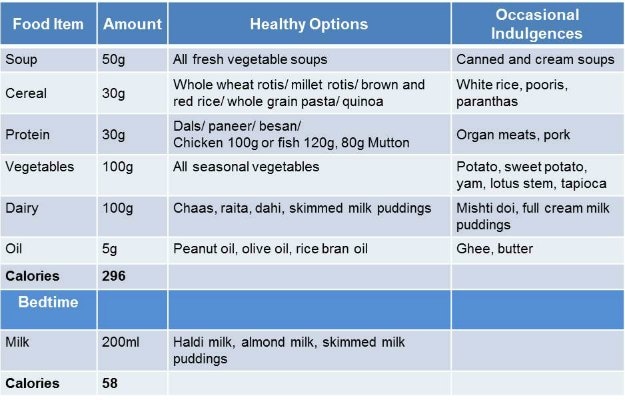 Food Item Amount Healthy Options Occasional
Indulgences
Soup 50g All fresh vegetable soups Canned and cream soups
Cereal 30g Whole wheat rotis/ millet rotis/ brown and
red rice/ whole grain pasta/ quinoa White rice, pooris,
paranthas
Protein 30g Dals/ paneer/ besan/
Chicken 100g or fish 120g, 80g Mutton Organ meats, pork
Vegetables 100g All seasonal vegetables Potato, sweet potato,
yam, lotus stem, tapioca
Dairy 100g Chaas, raita, dahi, skimmed milk puddings Mishti doi, full cream milk
puddings
Oil 5g Peanut oil, olive oil, rice bran oil Ghee, butter
Calories 296
Bedtime
Milk 200ml Haldi milk, almond milk, skimmed milk
puddings
Calories 58